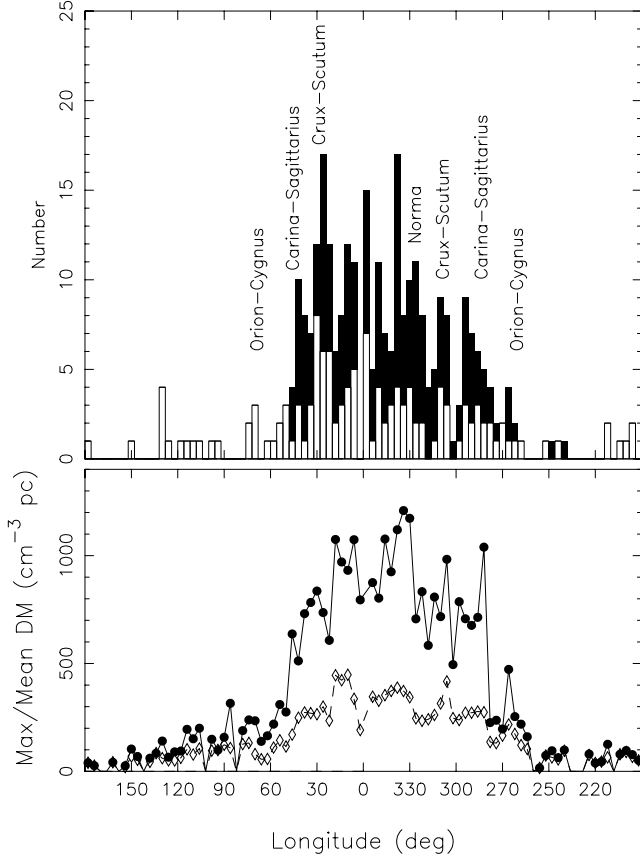 25
20
15
10
5
0
Number
Orion−Cygnus
Carina−Sagittarius
Crux−Scutum
Norma
Crux−Scutum
Carina−Sagittarius
Orion−Cygnus
1000
500
0
Max/Mean DM (cm−3 pc)
150 120 90 60 30 0 330 300 270 250 220
Longitude (deg)